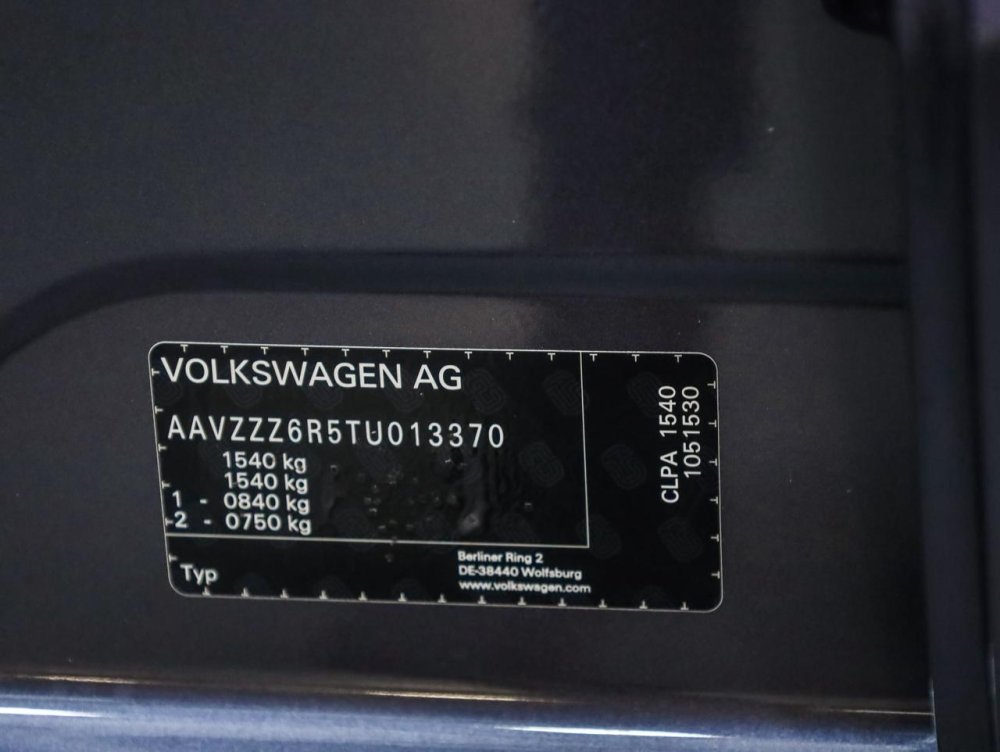 VOLKSWAGEN AG
AAVZZZ6R5TU013370
1540 kg
1540 kg
1 - 0840 kg
2 - 0750 kg
Typ
Berliner Ring 2
DE-38440 Wolfsburg
www.volkswagen.com
CLPA 1540
1051530